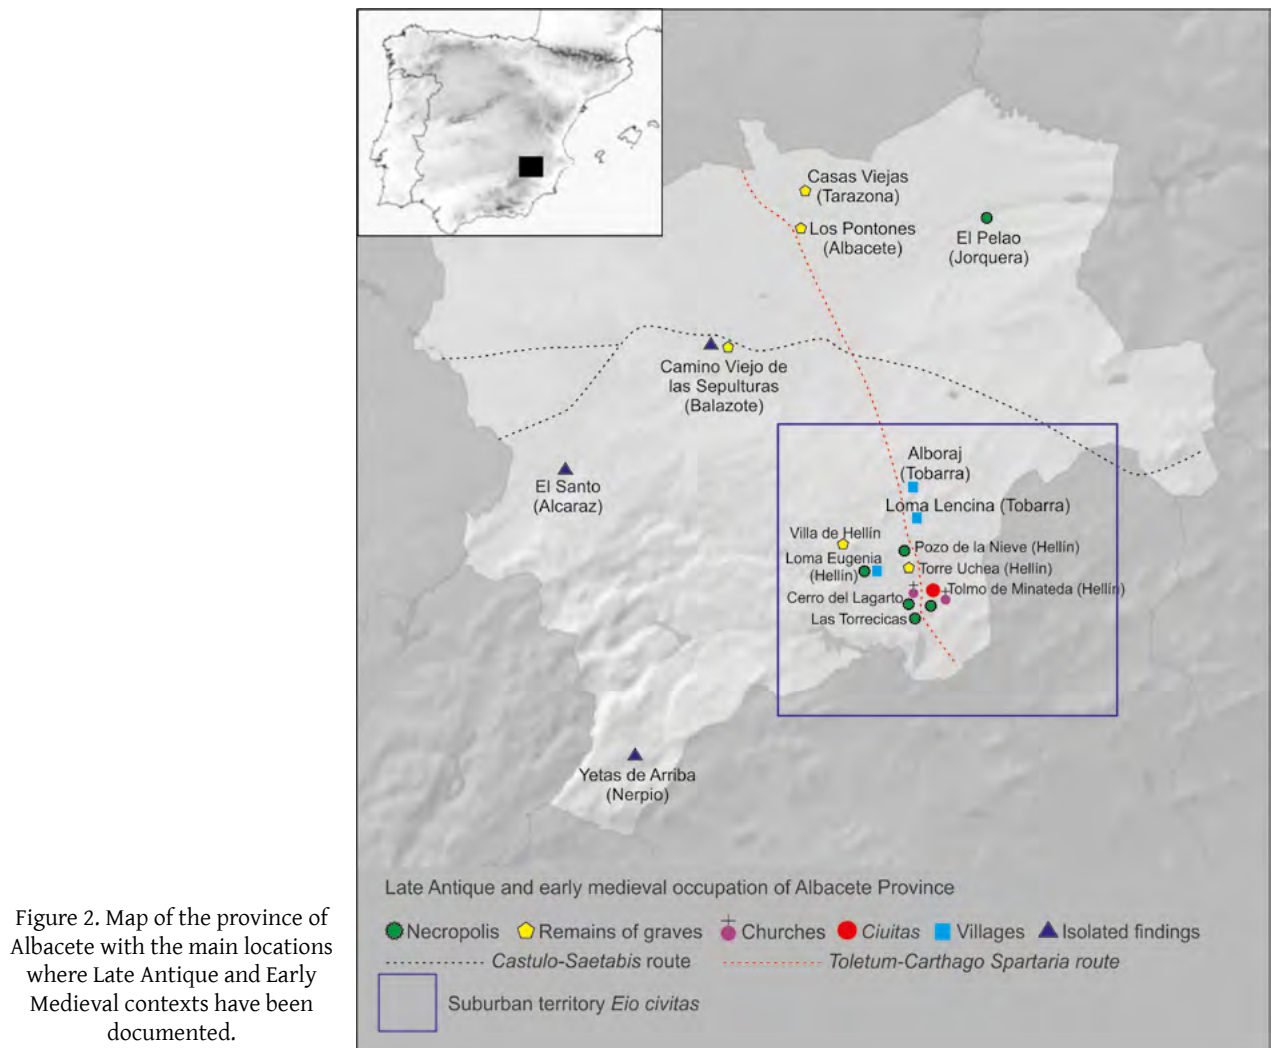 Casas Viejas
(Tarazona)
Los Pontones
(Albacete)
El Pelao
(Jorquera)
Camino Viejo de
las Sepulturas
(Balazote)
El Santo
(Alcaraz)
Alboraj
(Tobarra)
Loma Lencina (Tobarra)
Villa de Hellín
Pozo de la Nieve (Hellín)
Loma Eugenia
(Hellín)
Torre Uchea (Hellín)
Tolmo de Minateda (Hellín)
Cerro del Lagarto
Las Torrecicas
Yetas de Arriba
(Nerpio)
Late Antique and early medieval occupation of Albacete Province
Necropolis Remains of graves Churches Ciuitas Villages Isolated findings
Castulo-Saetabis route Toletum-Carthago Spartaria route
Suburban territory Eio civitas
Figure 2. Map of the province of
Albacete with the main locations
where Late Antique and Early
Medieval contexts have been
documented.